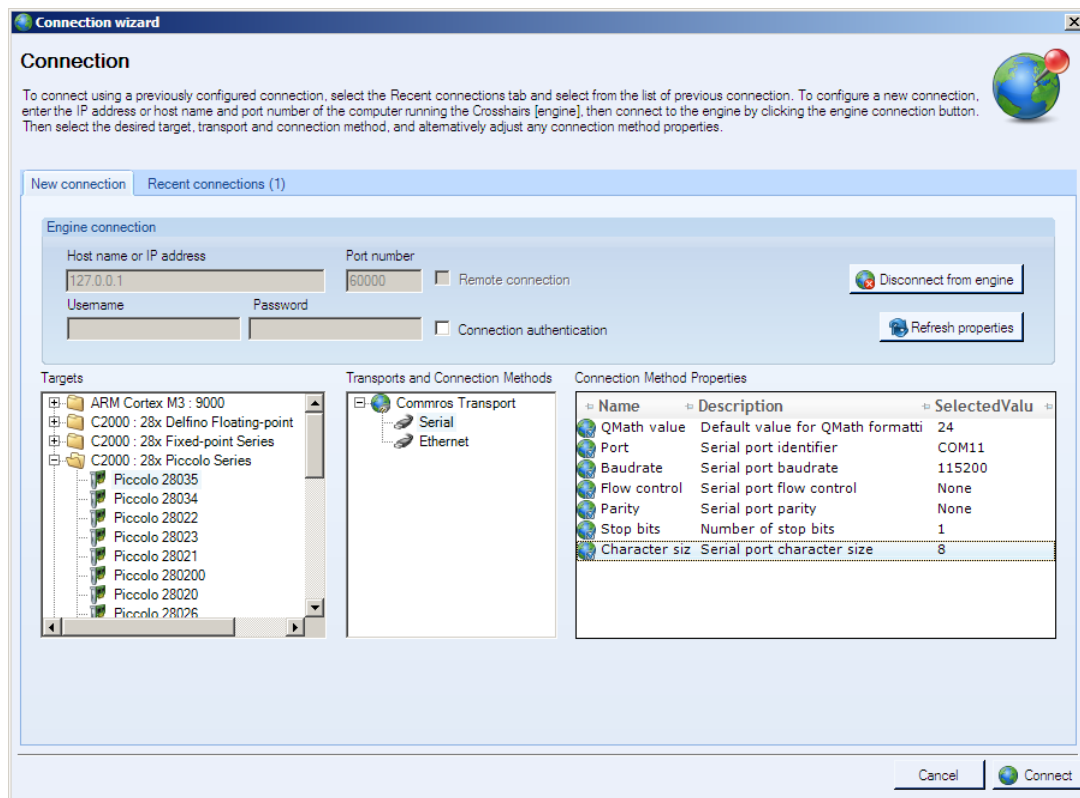 Connection wizard
Connection
To connect using a previously configured connection, select the Recent connections tab and select from the list of previous connection. To configure a new connection,
enter the IP address or host name and port number of the computer running the Crosshairs [engine], then connect to the engine by clicking the engine connection button.
Then select the desired target, transport and connection method, and alternatively adjust any connection method properties.
New connection Recent connections (1)
Engine connection
Host name or IP address Port number
127.0.0.1 60000 Remote connection Disconnect from engine
Username Password
Connection authentication Refresh properties
Targets Transports and Connection Methods Connection Method Properties
ARM Cortex M3 : 9000
C2000 : 28x Delfino Floating-point
C2000 : 28x Fixed-point Series
C2000 : 28x Piccolo Series
Piccolo 28035
Piccolo 28034
Piccolo 28022
Piccolo 28023
Piccolo 28021
Piccolo 280200
Piccolo 28020
Piccolo 28026
Commros Transport
Serial
Ethernet
Name Description SelectedValu
QMath value Default value for QMath formatti 24
Port Serial port identifier COM11
Baudrate Serial port baudrate 115200
Flow control Serial port flow control None
Parity Serial port parity None
Stop bits Number of stop bits 1
Character siz Serial port character size 8
Cancel Connect